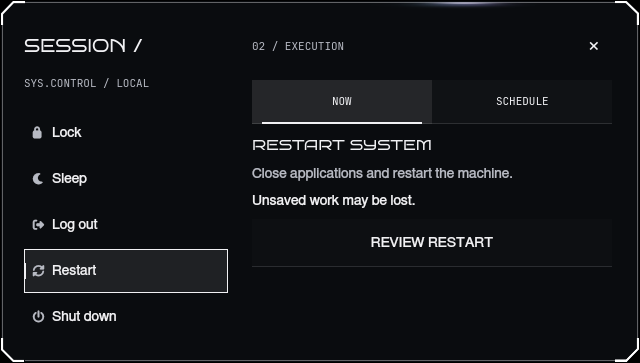 SESSION /
SYS.CONTROL / LOCAL
Lock
Sleep
Log out
Restart
Shut down
02 / EXECUTION
×
NOW
SCHEDULE
RESTART SYSTEM
Close applications and restart the machine.
Unsaved work may be lost.
REVIEW RESTART